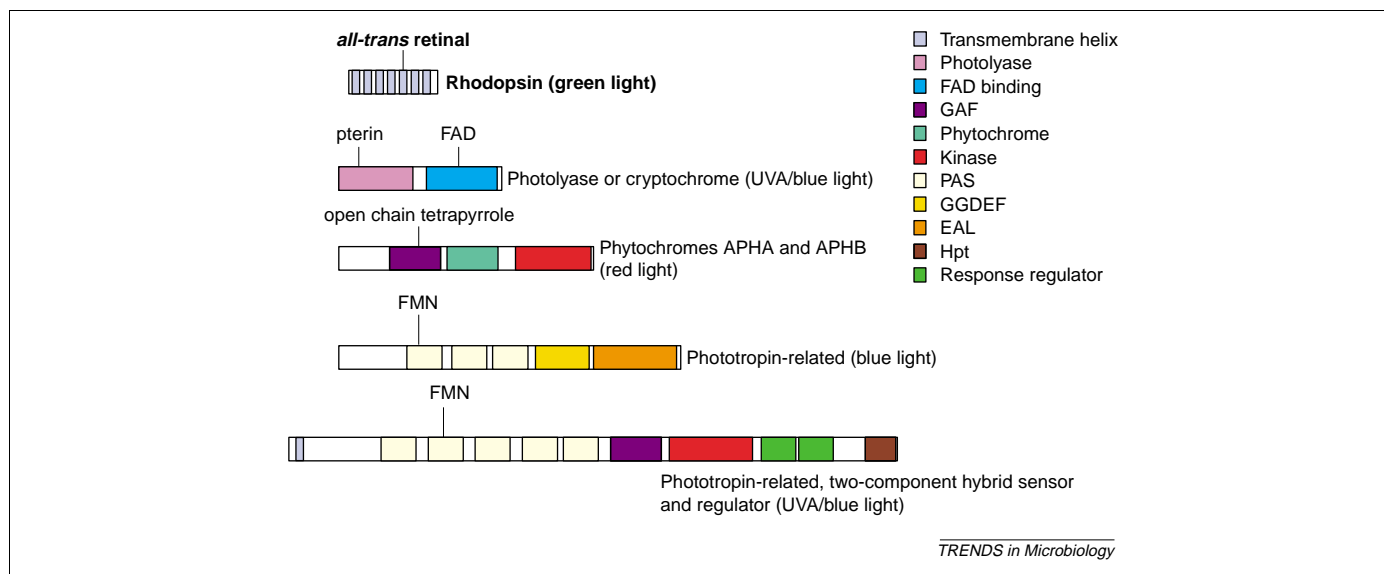 all-trans retinal
Rhodopsin (green light)
pterin
FAD
Photolyase or cryptochrome (UVA/blue light)
open chain tetrapyrrole
Phytochromes APHA and APHB
(red light)
FMN
Phototropin-related (blue light)
FMN
Phototropin-related, two-component hybrid sensor
and regulator (UVA/blue light)
Transmembrane helix
Photolyase
FAD binding
GAF
Phytochrome
Kinase
PAS
GGDEF
EAL
Hpt
Response regulator
TRENDS in Microbiology